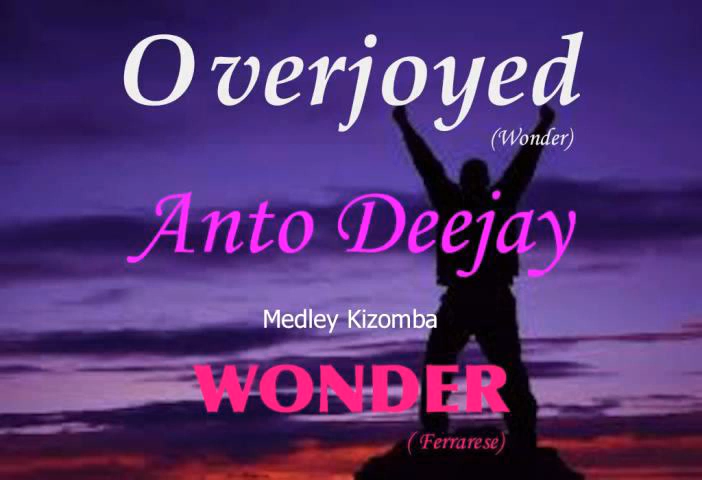 Overjoyed
(Wonder)
Anto Deejay
Medley Kizomba
WONDER
( Ferrarese)